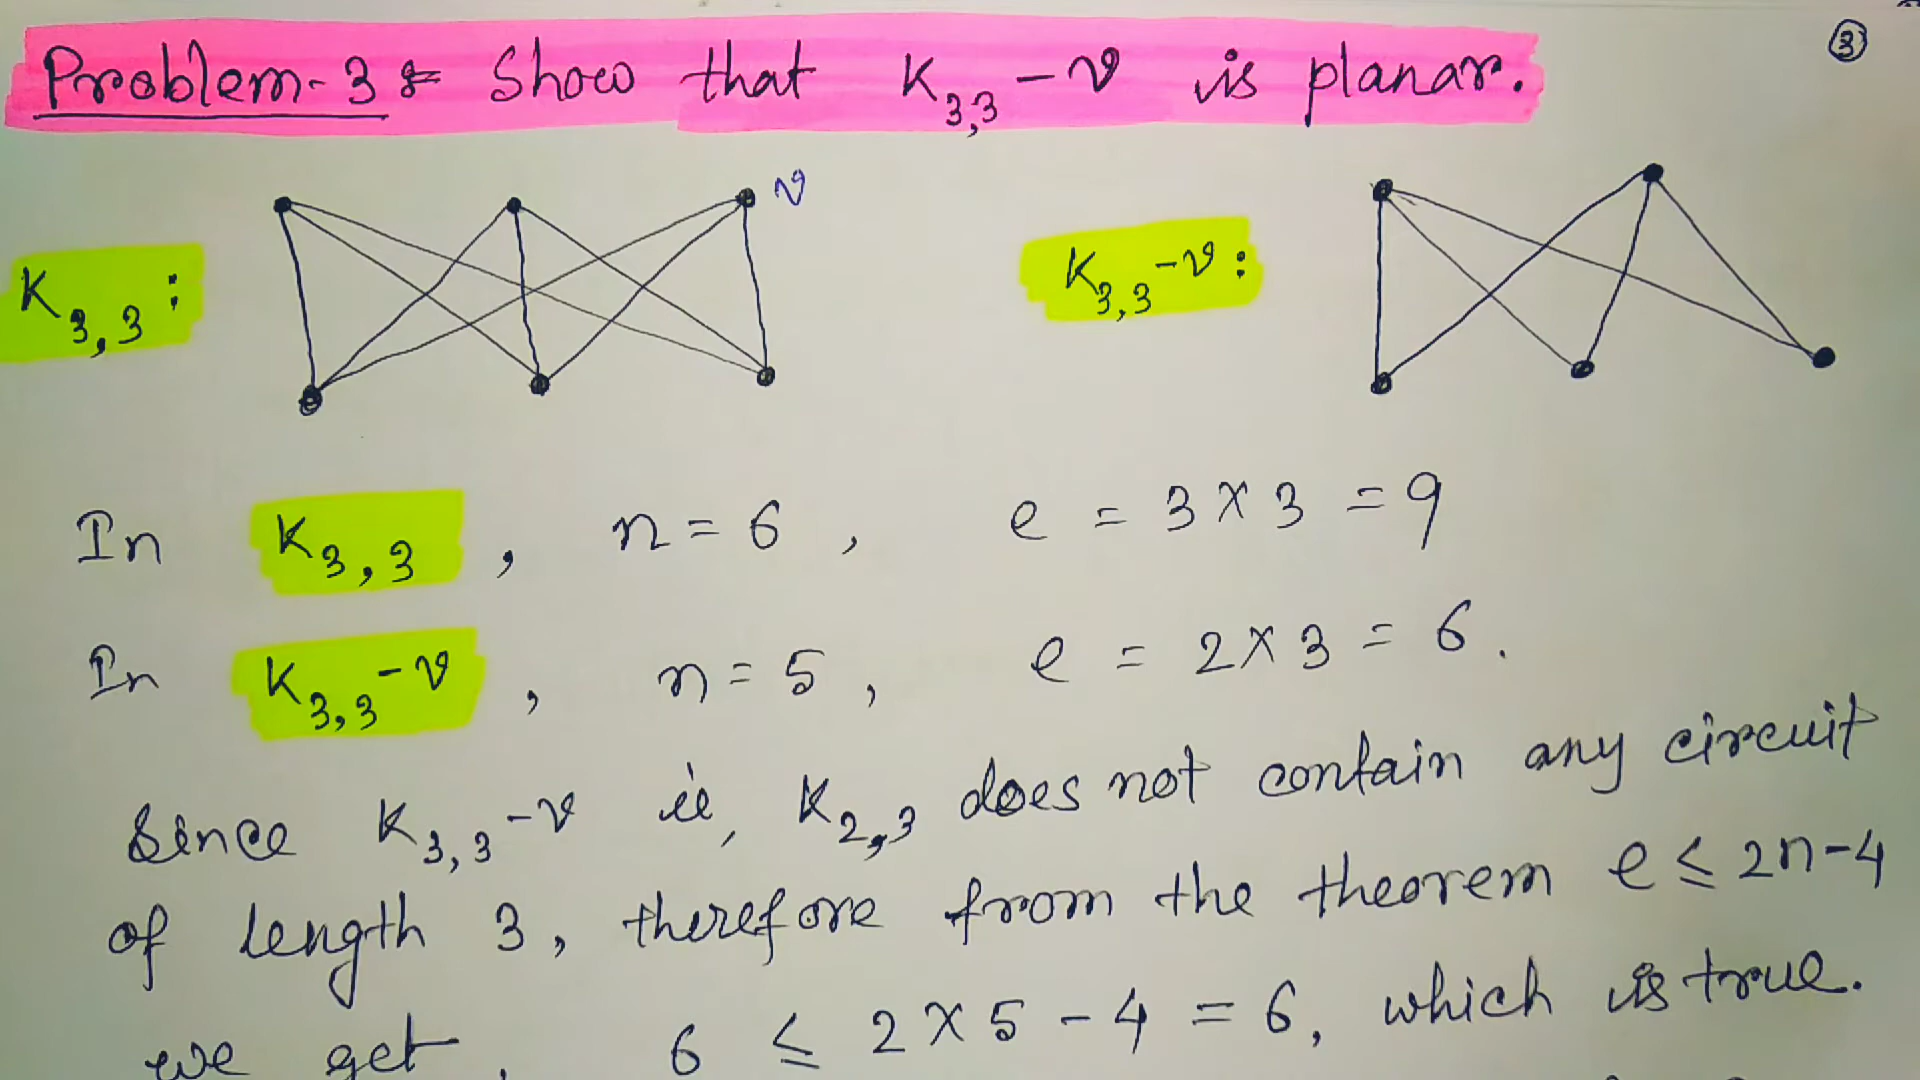 ③
Problem-3 :- Show that K₃,₃ - v is planar.
v
K₃,₃ :
K₃,₃ - v :
In K₃,₃ , n = 6 , e = 3 × 3 = 9
In K₃,₃ - v , n = 5 , e = 2 × 3 = 6 .
Since K₃,₃ - v ie, K₂,₃ does not contain any circuit
of length 3, therefore from the theorem e ≤ 2n-4
we get, 6 ≤ 2 × 5 - 4 = 6, which is true.